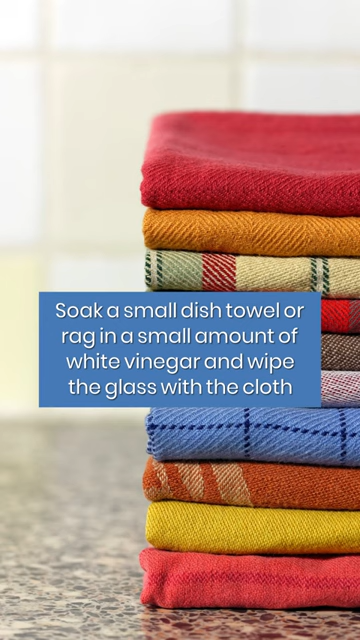 Soak a small dish towel or
rag in a small amount of
white vinegar and wipe
the glass with the cloth